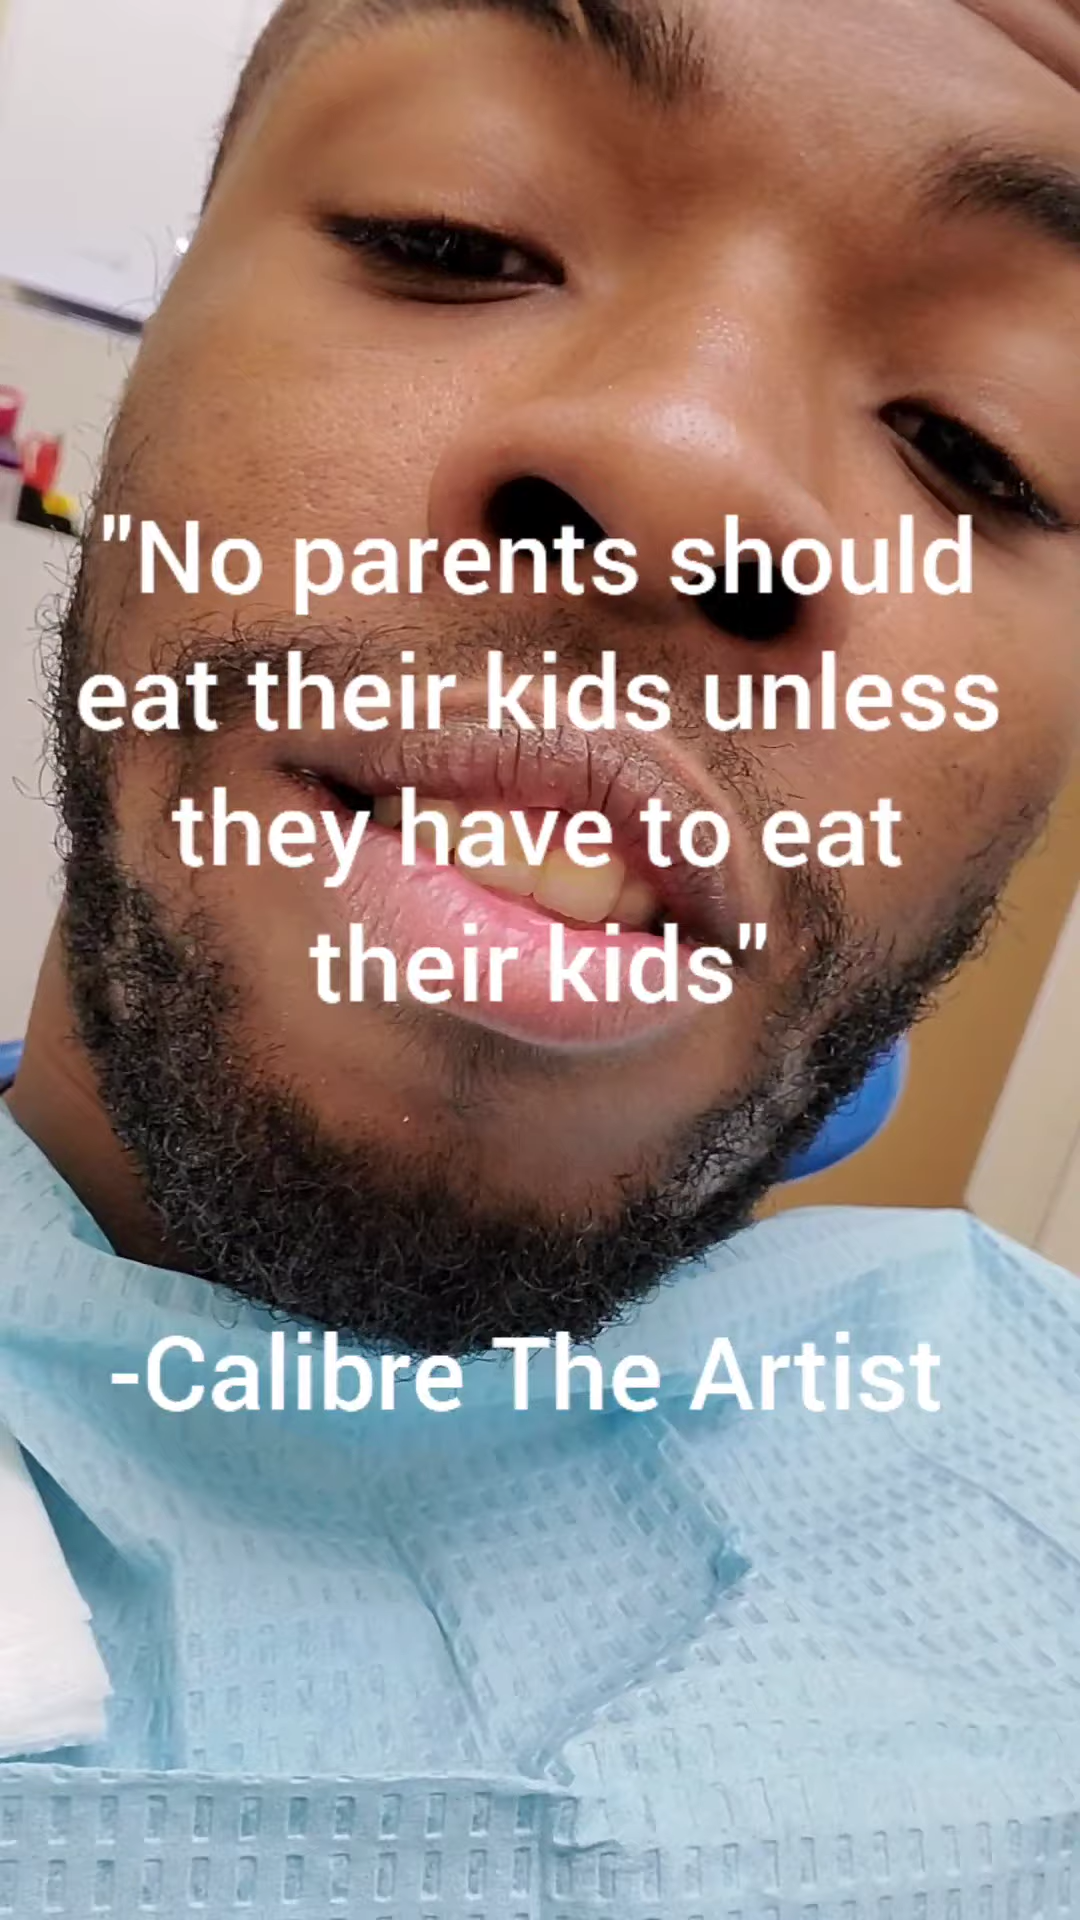 "No parents should
eat their kids unless
they have to eat
their kids"
-Calibre The Artist